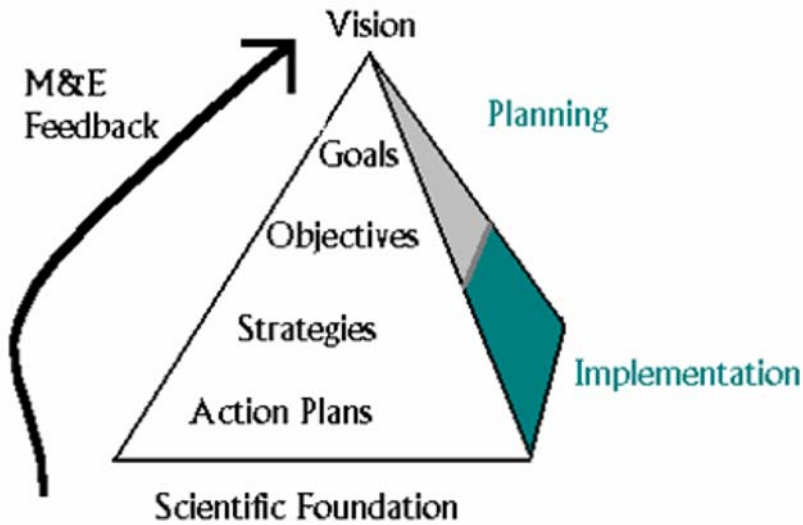 Vision
M&E
Feedback
Planning
Goals
Objectives
Strategies
Implementation
Action Plans
Scientific Foundation